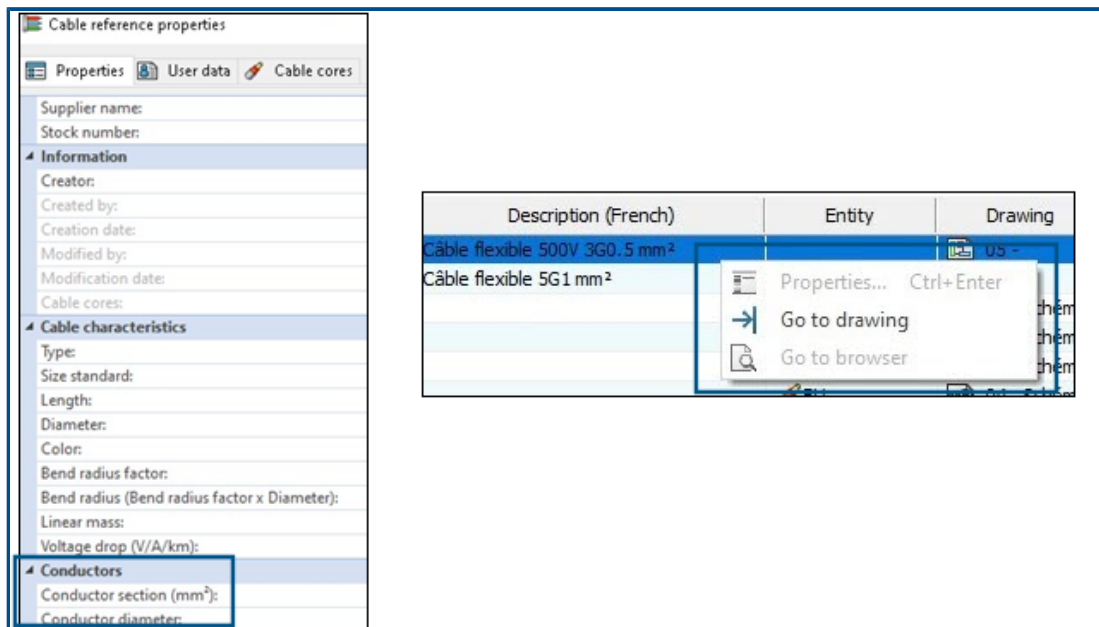 Cable reference properties
Properties User data Cable cores
Supplier name:
Stock number:
Information
Creator:
Created by:
Creation date:
Modified by:
Modification date:
Cable cores:
Cable characteristics
Type:
Size standard:
Length:
Diameter:
Color:
Bend radius factor:
Bend radius (Bend radius factor x Diameter):
Linear mass:
Voltage drop (V/A/km):
Conductors
Conductor section (mm²):
Conductor diameter:
Description (French) Entity Drawing
Câble flexible 500V 3G0.5 mm² 05 -
Câble flexible 5G1 mm²
Properties... Ctrl+Enter
Go to drawing
Go to browser